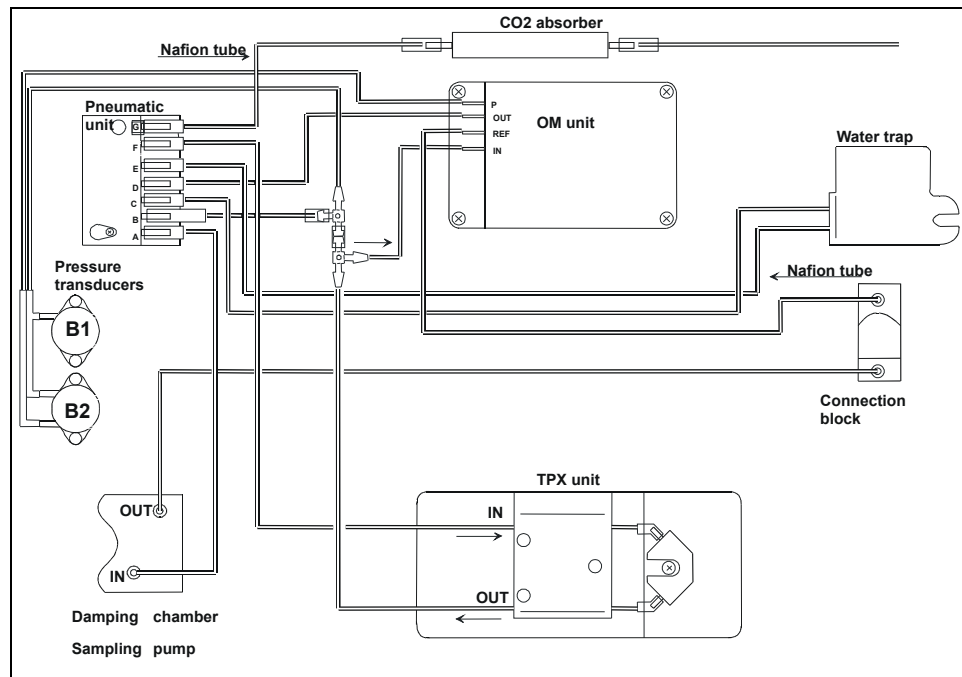 CO2 absorber
Nafion tube
Pneumatic
unit
G
F
E
D
C
B
A
P
OUT
REF
IN
OM unit
Water trap
Pressure
transducers
B1
B2
Nafion tube
Connection
block
TPX unit
IN
OUT
OUT
IN
Damping chamber
Sampling pump